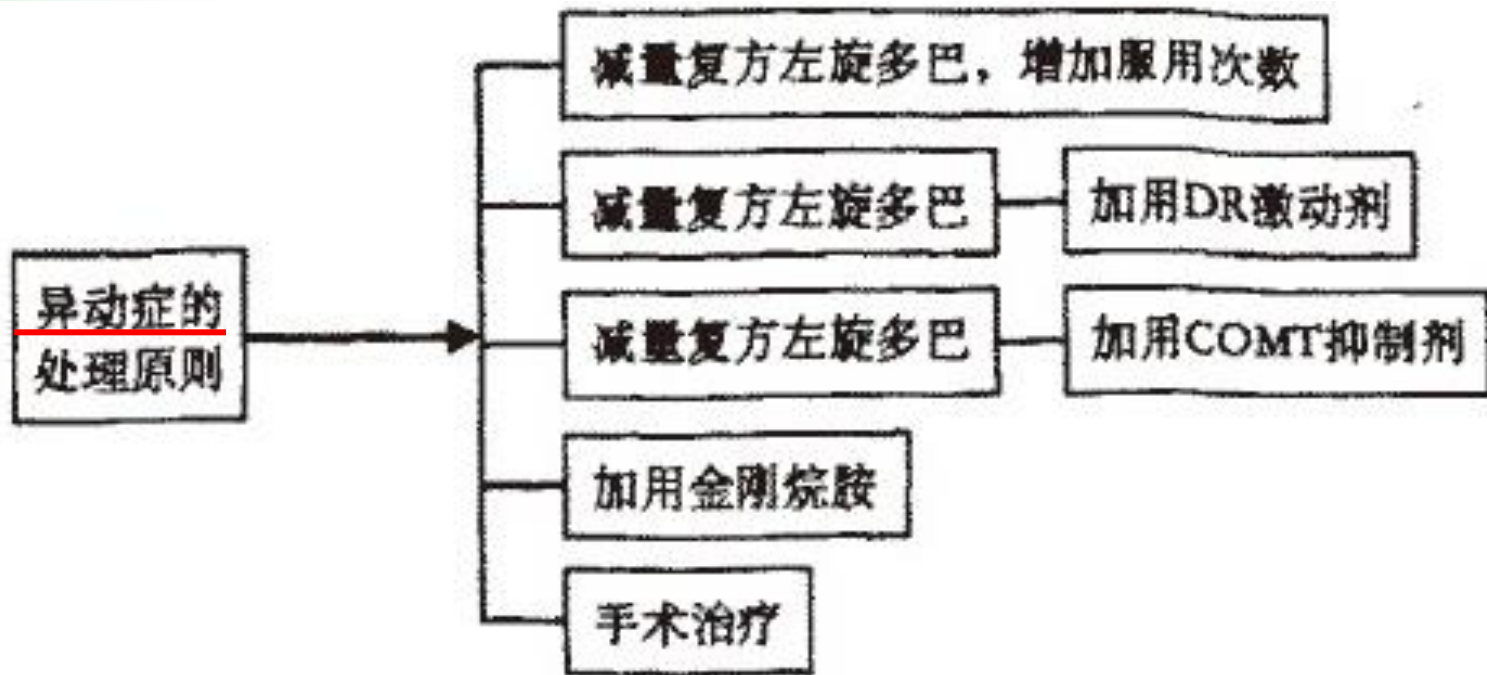 异动症的
处理原则
减量复方左旋多巴，增加服用次数
减量复方左旋多巴
加用DR激动剂
减量复方左旋多巴
加用COMT抑制剂
加用金刚烷胺
手术治疗